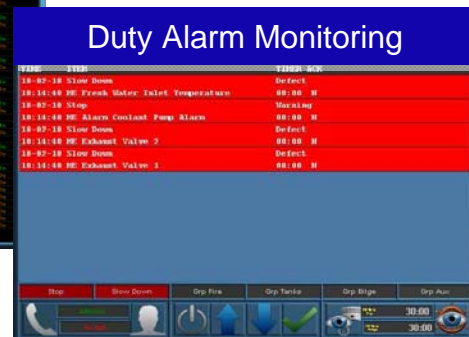 Duty Alarm Monitoring
TIME ITEM TIMER ACK
18-02-18 Slow Down Defect
18:14:48 ME Fresh Water Inlet Temperature 00:00 N
18-02-18 Stop Warning
18:14:48 ME Alarm Coolant Pump Alarm 00:00 N
18-02-18 Slow Down Defect
18:14:48 ME Exhaust Valve 2 00:00 N
18-02-18 Slow Down Defect
18:14:48 ME Exhaust Valve 1 00:00 N
Stop Slow Down Grp Fire Grp Tanks Grp Bilge Grp Aux
30:00
30:00